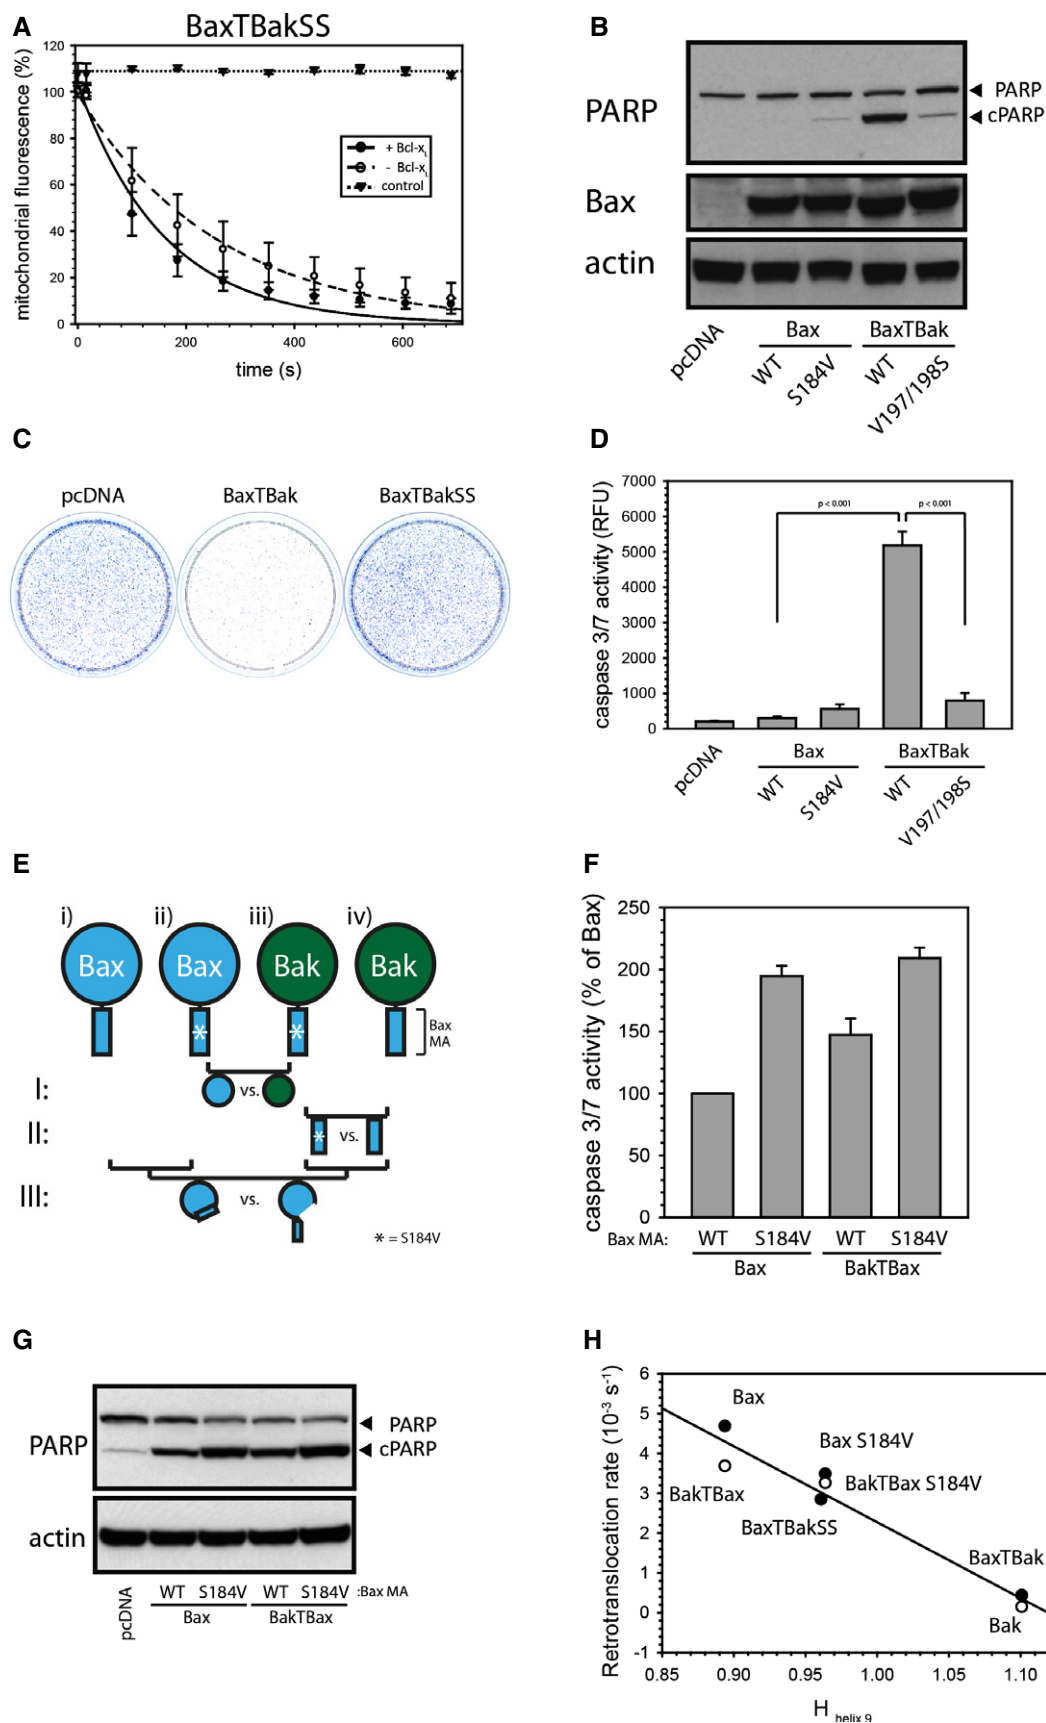 A
BaxTBakSS
mitochondrial fluorescence (%)
120
100
80
60
40
20
0
+ Bcl-xL
- Bcl-xL
control
0 200 400 600
time (s)
B
PARP
PARP
cPARP
Bax
actin
pcDNA
WT
S184V
WT
V197/198S
Bax
BaxTBak
C
pcDNA
BaxTBak
BaxTBakSS
D
caspase 3/7 activity (RFU)
7000
6000
5000
4000
3000
2000
1000
0
p < 0.001
p < 0.001
pcDNA
Bax
BaxTBak
WT
S184V
WT
V197/198S
E
i) ii) iii) iv)
Bax Bax Bak Bak
* *
Bax
MA
I: vs.
II: * vs.
III: vs.
* = S184V
F
caspase 3/7 activity (% of Bax)
250
200
150
100
50
0
Bax MA: WT S184V WT S184V
Bax BakTBax
G
PARP
PARP
cPARP
actin
pcDNA
WT S184V WT S184V :Bax MA
Bax BakTBax
H
Retrotranslocation rate (10-3 s-1)
6
5
4
3
2
1
0
-1
Bax
Bax S184V
BakTBax
BakTBax S184V
BaxTBakSS
BaxTBak
Bak
0.85 0.90 0.95 1.00 1.05 1.10
H helix 9